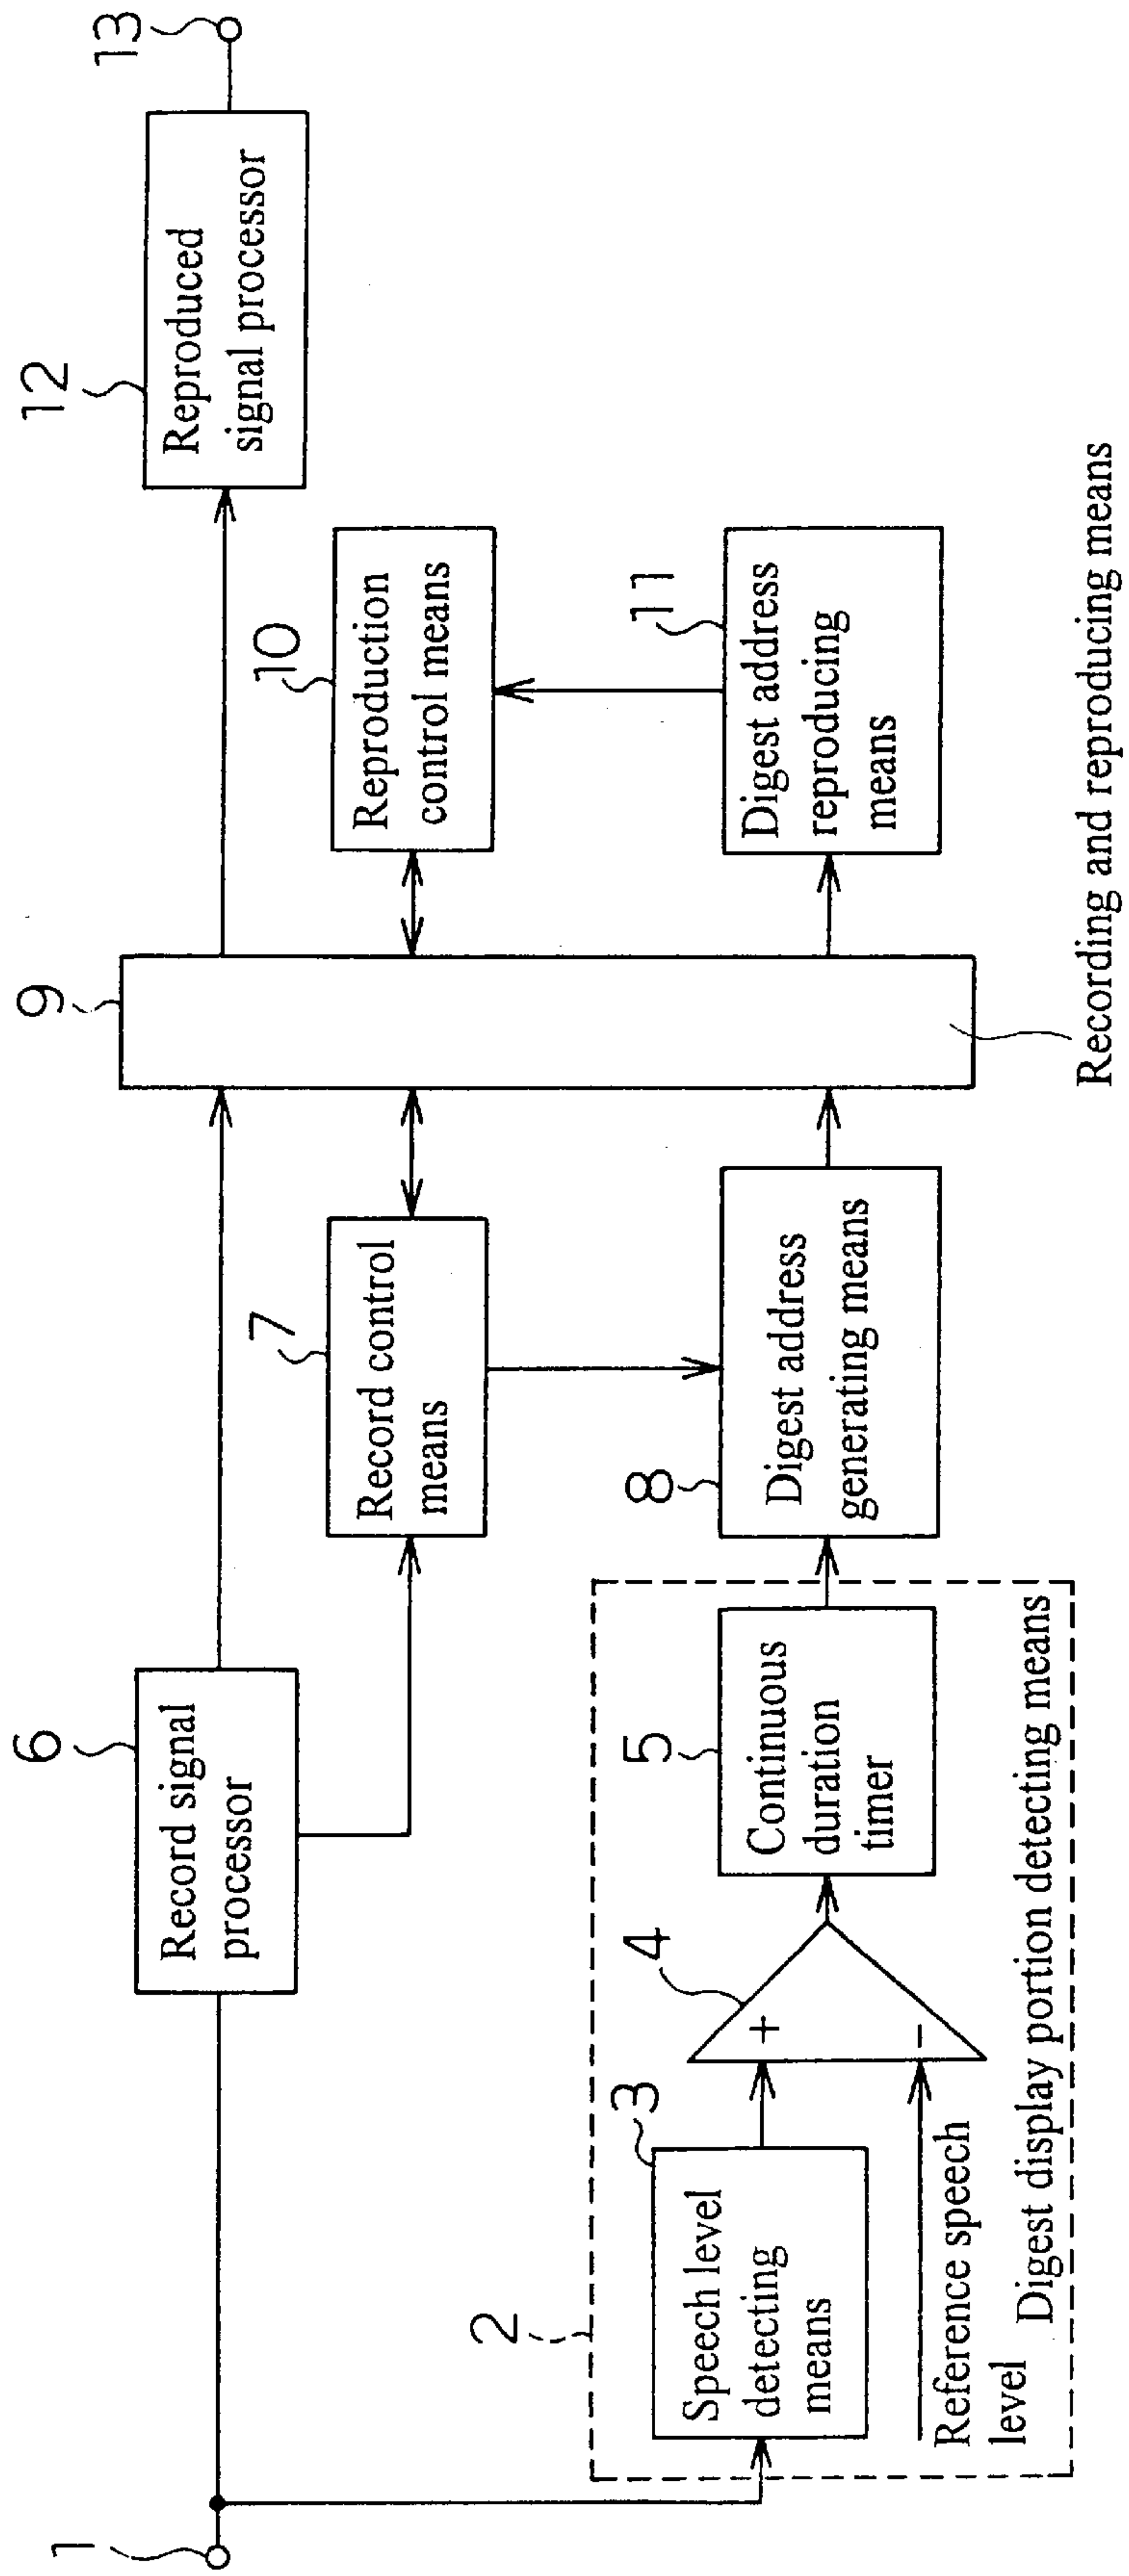 1
6
Record signal
processor
9
12
Reproduced
signal processor
13
7
Record control
means
10
Reproduction
control means
2
3
Speech level
detecting
means
4
+
−
Reference speech
level
5
Continuous
duration
timer
Digest display portion detecting means
8
Digest address
generating means
11
Digest address
reproducing
means
Recording and reproducing means